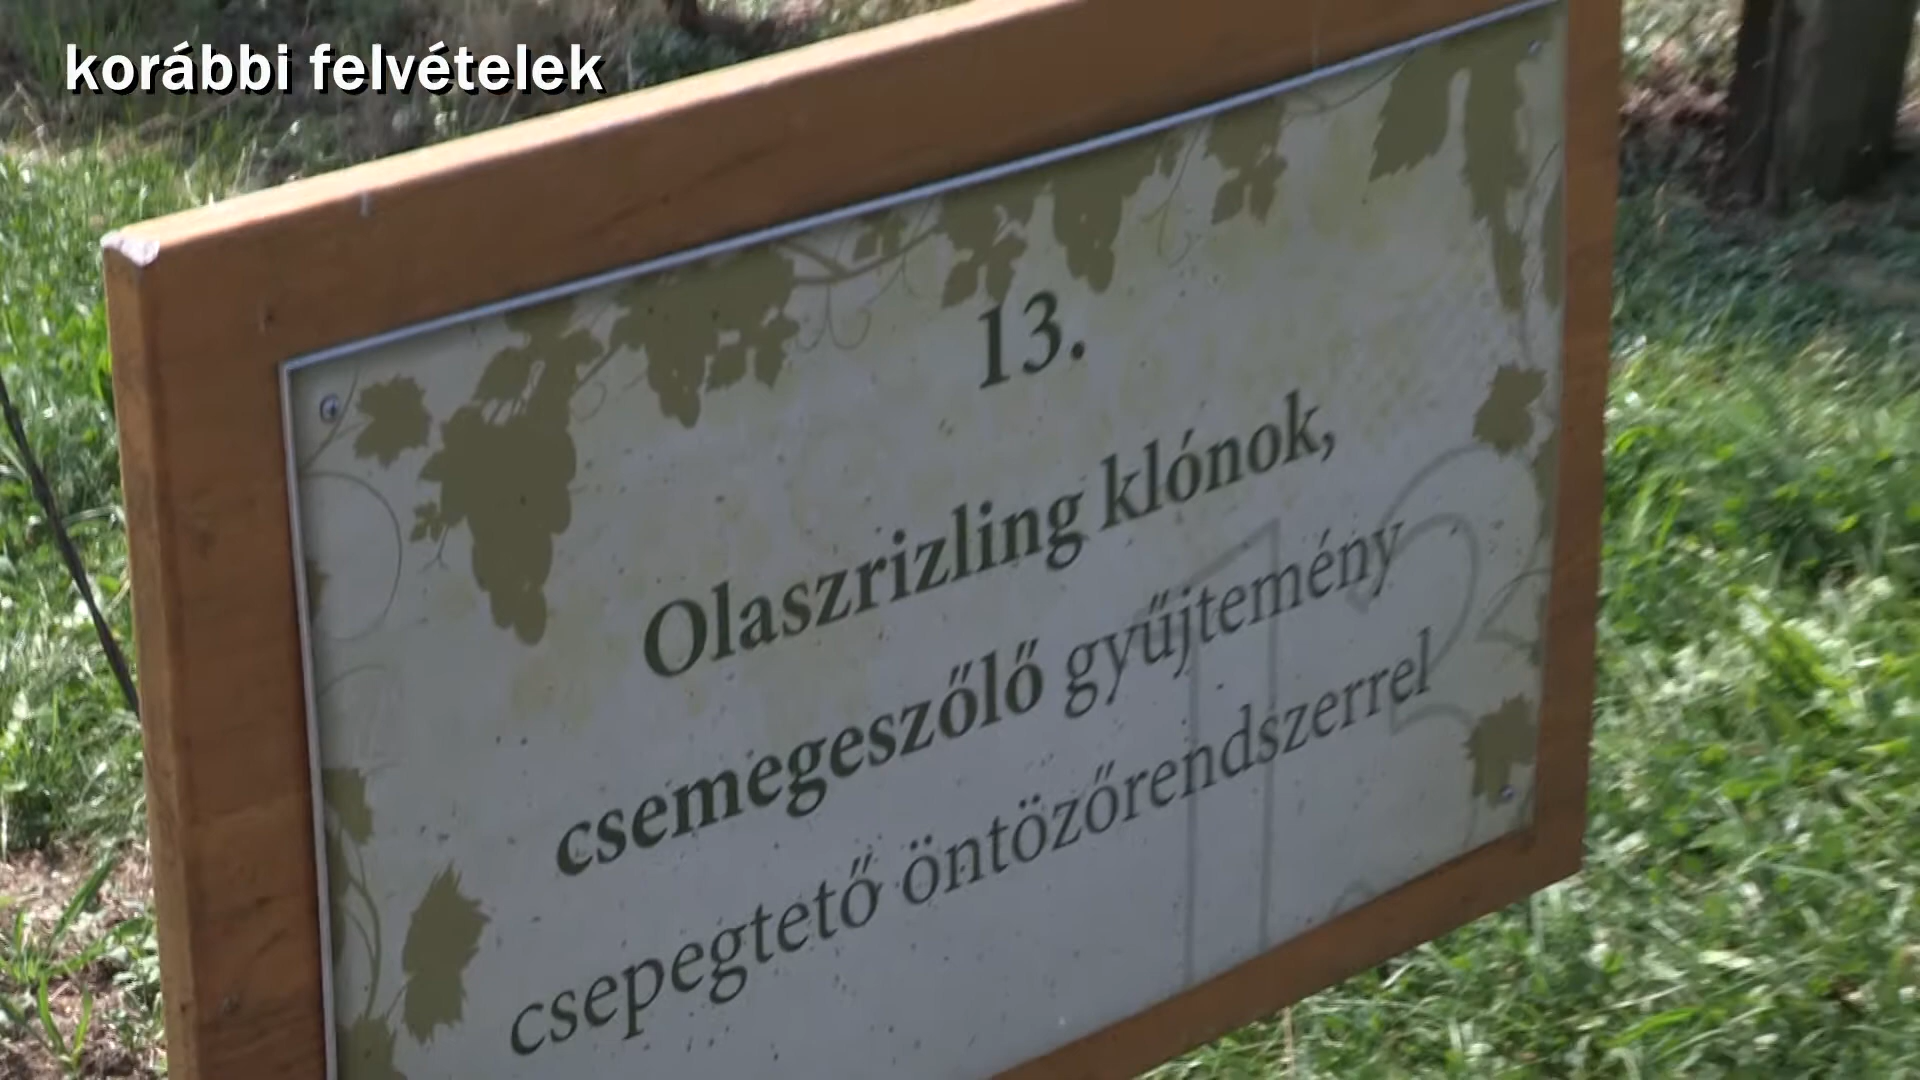 korábbi felvételek
13.
Olaszrizling klónok,
csemegeszőlő gyűjtemény
csepegtető öntözőrendszerrel